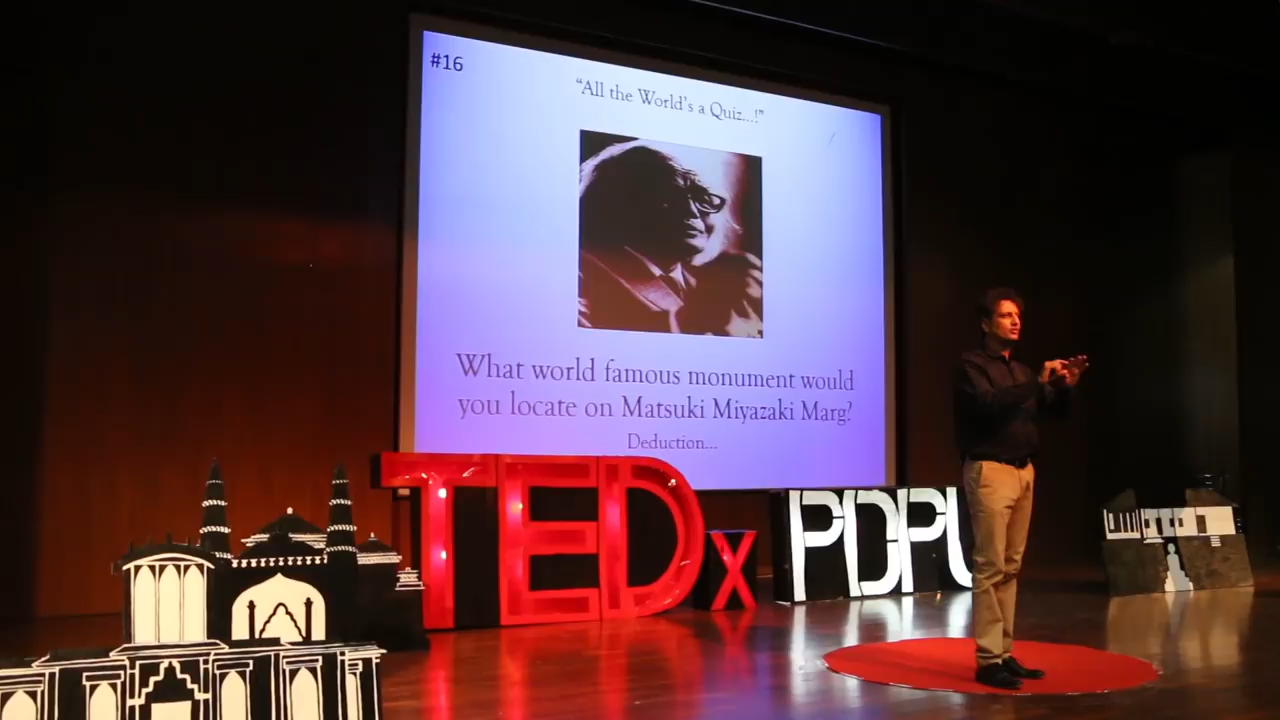 #16
“All the World's a Quiz...!”
What world famous monument would
you locate on Matsuki Miyazaki Marg?
Deduction...
TEDx PDPU